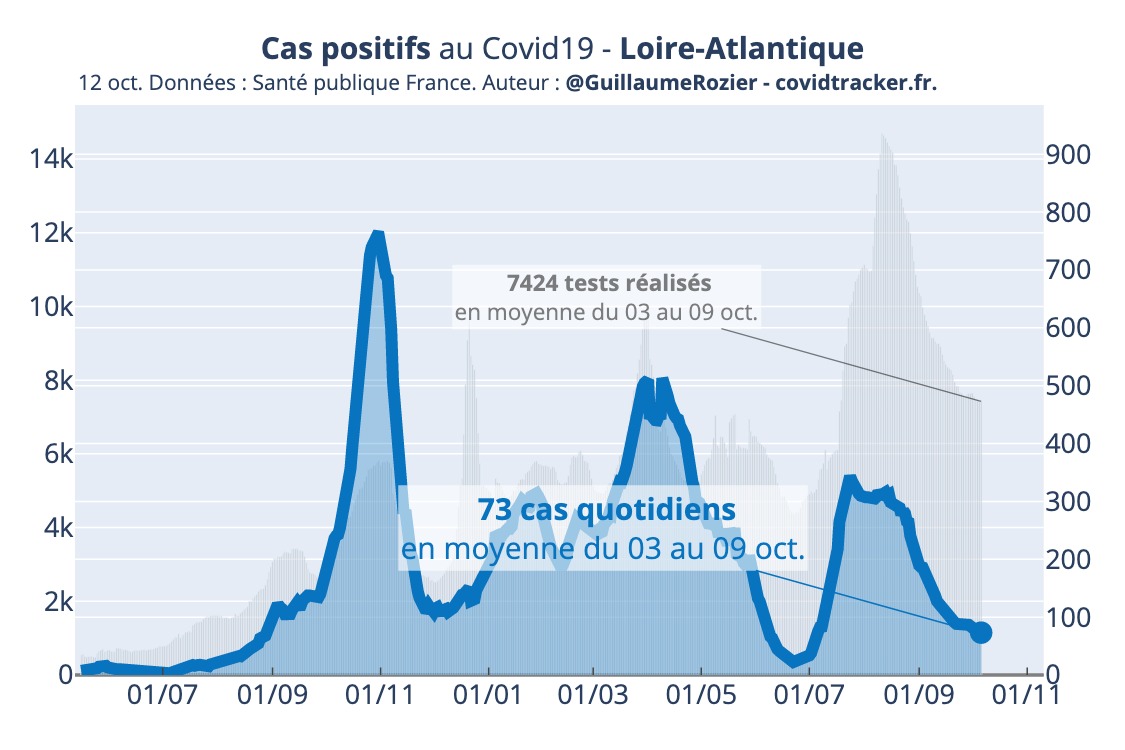 Cas positifs au Covid19 - Loire-Atlantique
12 oct. Données : Santé publique France. Auteur : @GuillaumeRozier - covidtracker.fr.
14k
12k
10k
8k
6k
4k
2k
0
900
800
700
600
500
400
300
200
100
0
7424 tests réalisés
en moyenne du 03 au 09 oct.
73 cas quotidiens
en moyenne du 03 au 09 oct.
01/07 01/09 01/11 01/01 01/03 01/05 01/07 01/09 01/11